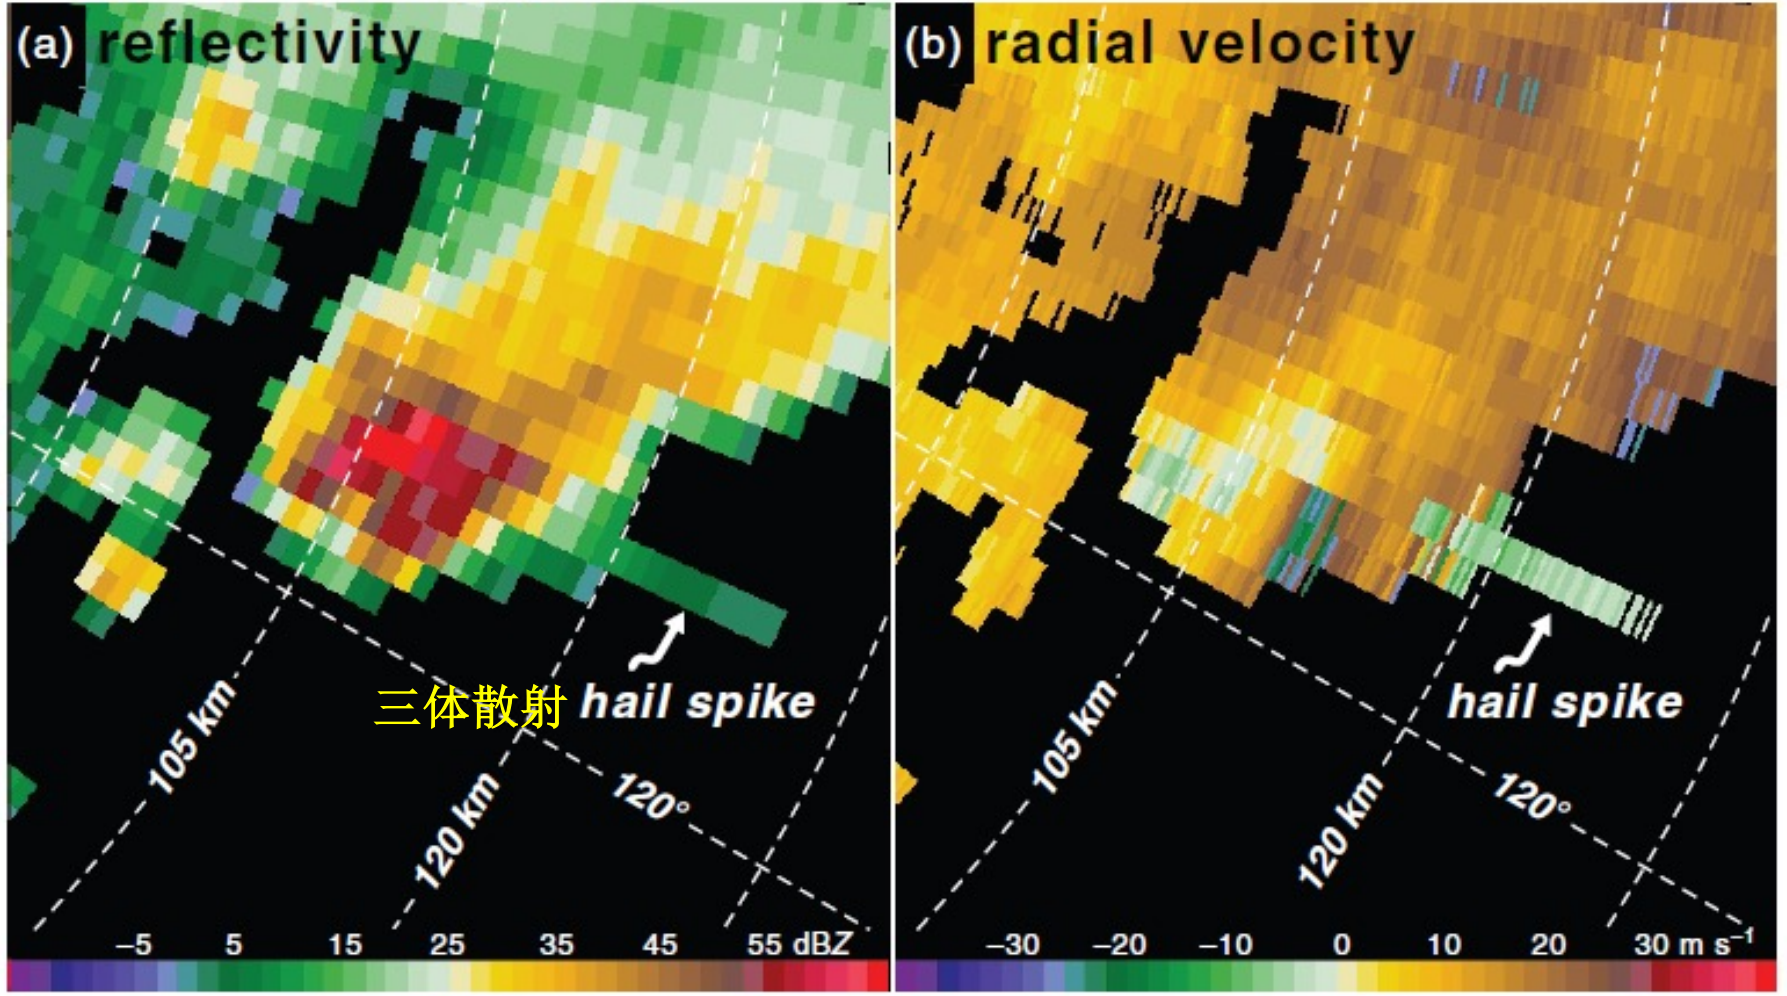 (a) reflectivity
三体散射 hail spike
105 km
120 km
120°
–5 5 15 25 35 45 55 dBZ
(b) radial velocity
hail spike
105 km
120 km
120°
–30 –20 –10 0 10 20 30 m s⁻¹